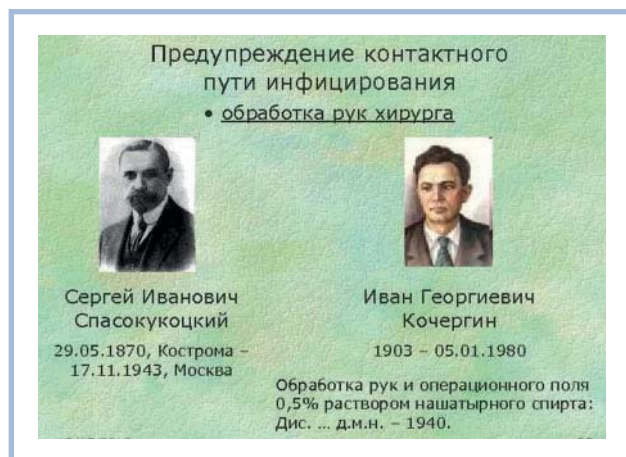 Предупреждение контактного
пути инфицирования
• обработка рук хирурга
Сергей Иванович
Спасокукоцкий
29.05.1870, Кострома –
17.11.1943, Москва
Иван Георгиевич
Кочергин
1903 – 05.01.1980
Обработка рук и операционного поля
0,5% раствором нашатырного спирта:
Дис. ... д.м.н. – 1940.